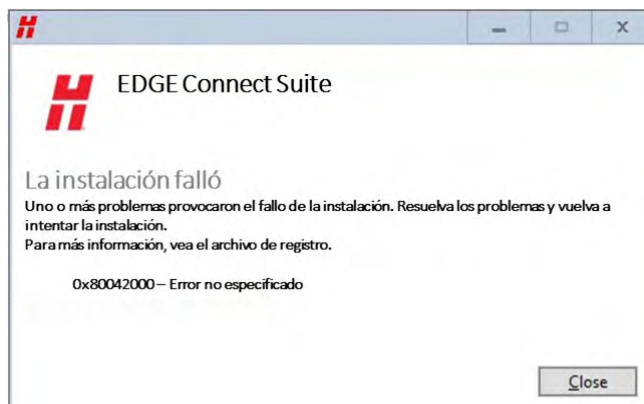 EDGE Connect Suite
La instalación falló
Uno o más problemas provocaron el fallo de la instalación. Resuelva los problemas y vuelva a
intentar la instalación.
Para más información, vea el archivo de registro.
0x80042000 – Error no especificado
Close